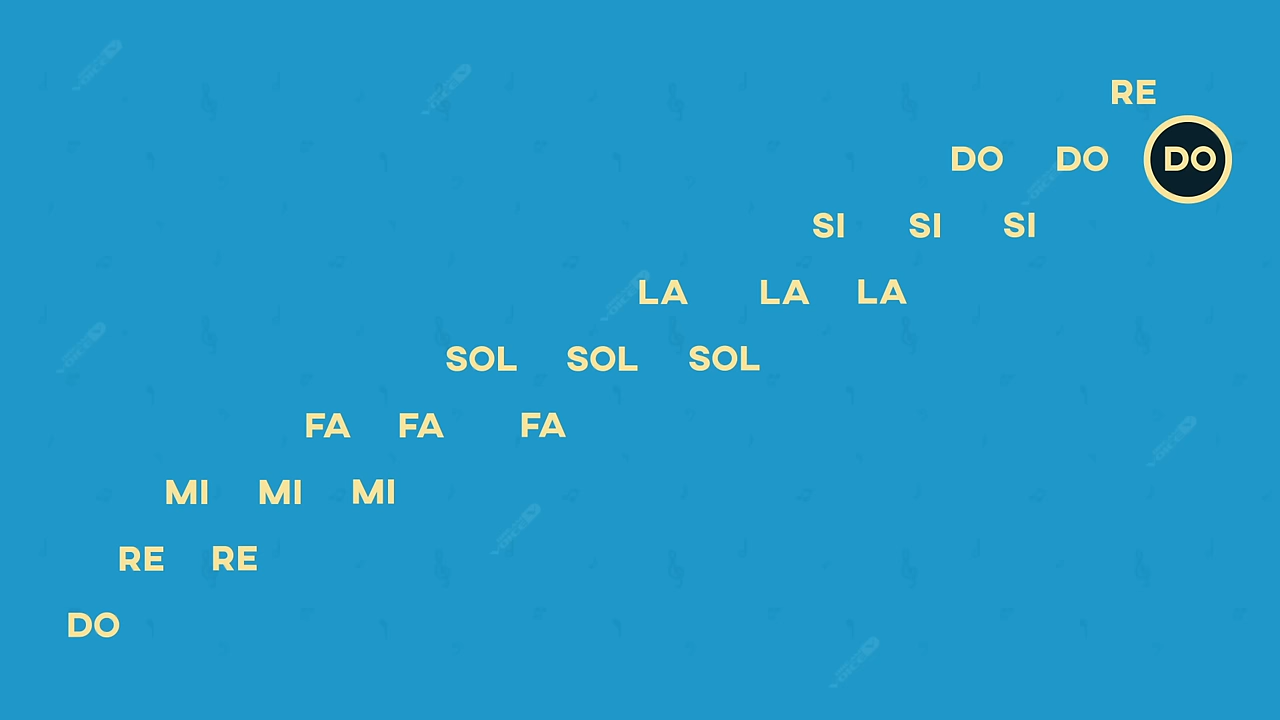 RE
DO DO DO
SI SI SI
LA LA LA
SOL SOL SOL
FA FA FA
MI MI MI
RE RE
DO